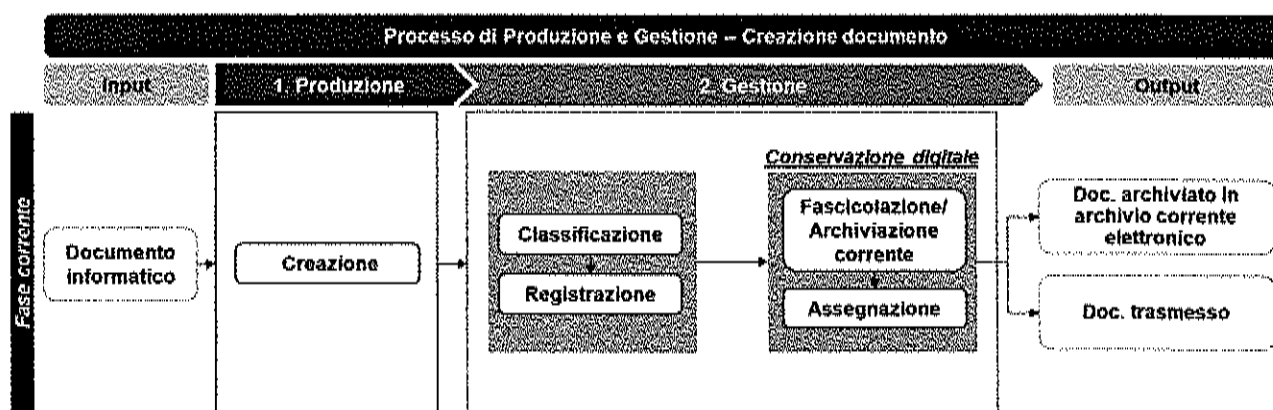 Processo di Produzione e Gestione – Creazione documento
Input
1. Produzione
2. Gestione
Output
Fase corrente
Documento
informatico
Creazione
Classificazione
Registrazione
Conservazione digitale
Fascicolazione/
Archiviazione
corrente
Assegnazione
Doc. archiviato in
archivio corrente
elettronico
Doc. trasmesso